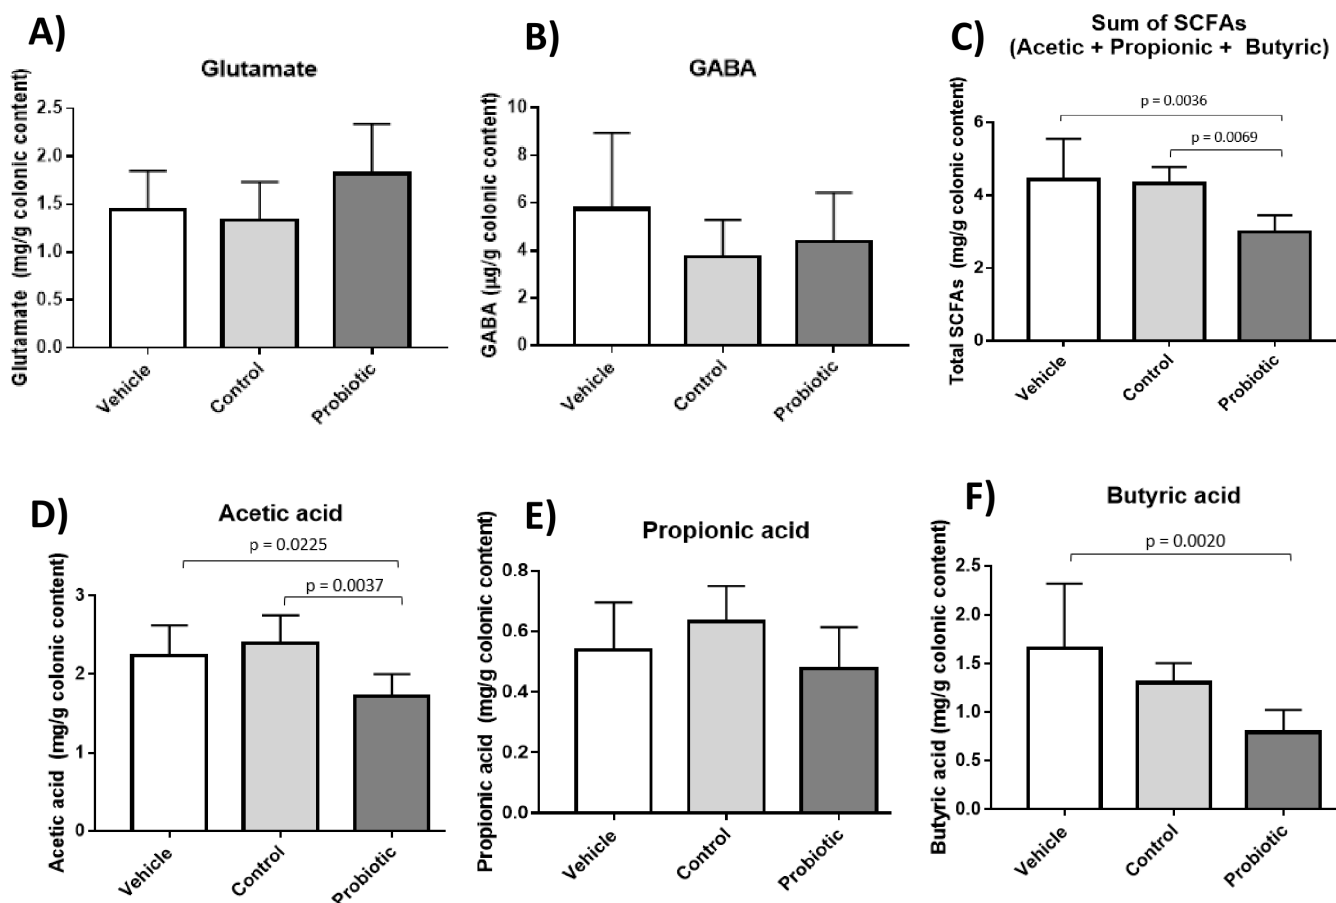 A)
Glutamate
Glutamate (mg/g colonic content)
2.5
2.0
1.5
1.0
0.5
0.0
Vehicle
Control
Probiotic
B)
GABA
GABA (µg/g colonic content)
10
8
6
4
2
0
Vehicle
Control
Probiotic
C)
Sum of SCFAs
(Acetic + Propionic + Butyric)
p = 0.0036
p = 0.0069
Total SCFAs (mg/g colonic content)
6
4
2
0
Vehicle
Control
Probiotic
D)
Acetic acid
p = 0.0225
p = 0.0037
Acetic acid (mg/g colonic content)
3
2
1
0
Vehicle
Control
Probiotic
E)
Propionic acid
Propionic acid (mg/g colonic content)
0.8
0.6
0.4
0.2
0.0
Vehicle
Control
Probiotic
F)
Butyric acid
p = 0.0020
Butyric acid (mg/g colonic content)
2.5
2.0
1.5
1.0
0.5
0.0
Vehicle
Control
Probiotic